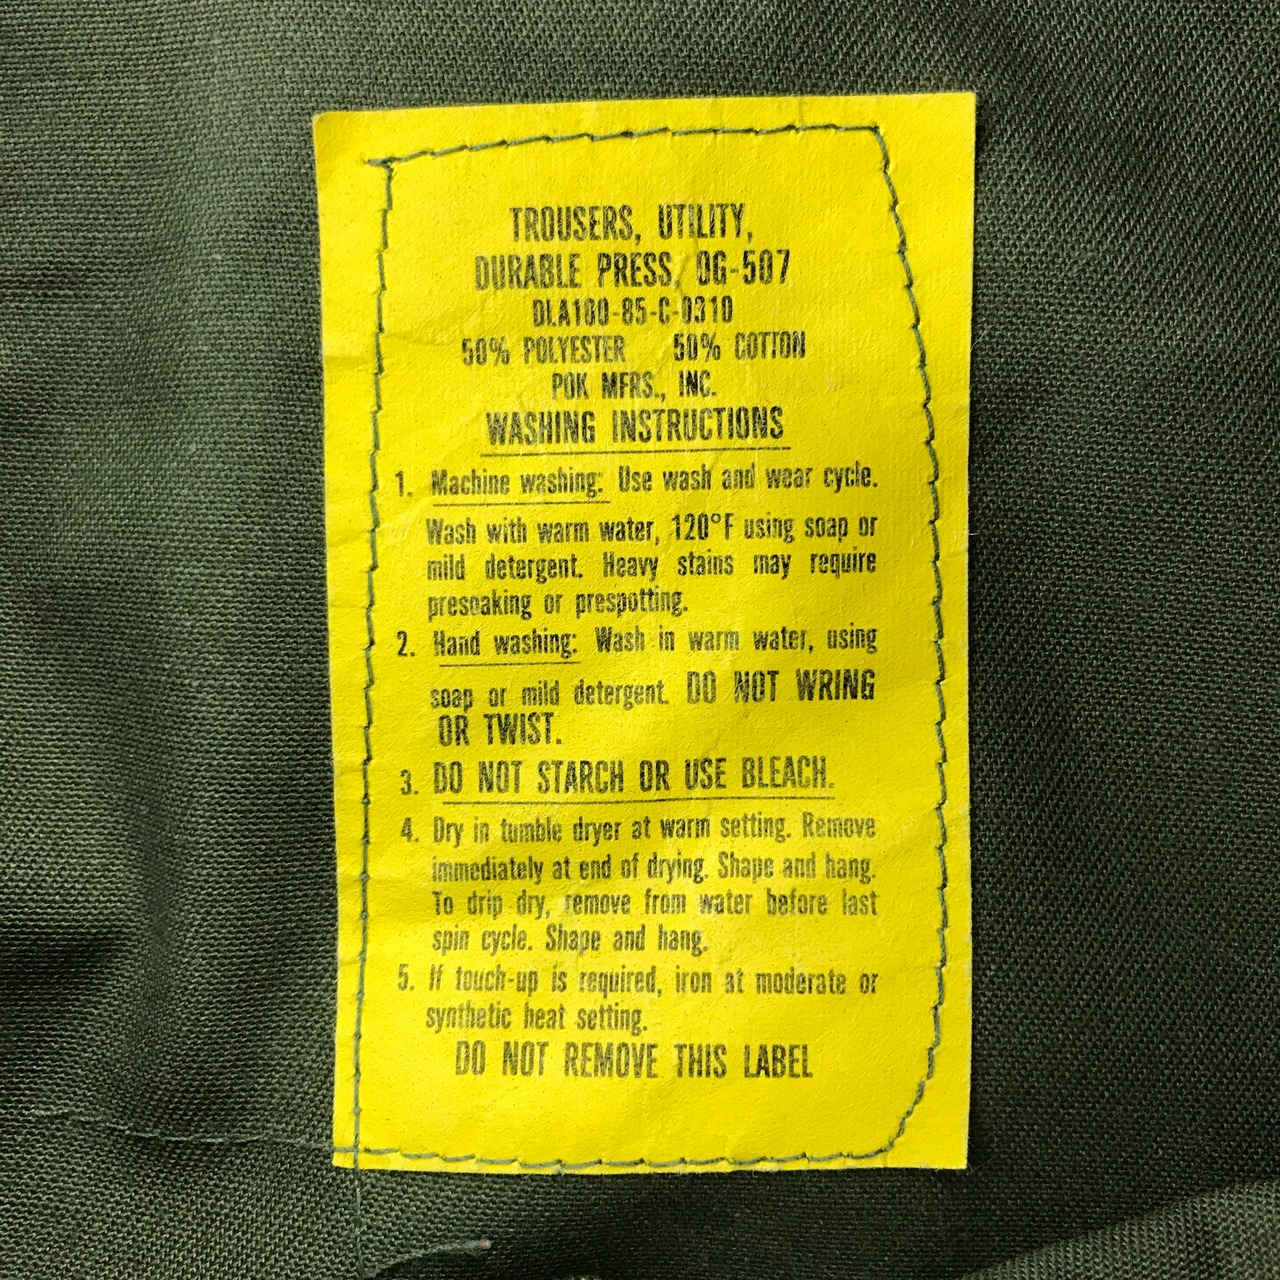 TROUSERS, UTILITY,
DURABLE PRESS, OG-507
DLA100-85-C-0310
50% POLYESTER 50% COTTON
POK MFRS., INC.
WASHING INSTRUCTIONS
1. Machine washing: Use wash and wear cycle.
Wash with warm water, 120°F using soap or
mild detergent. Heavy stains may require
presoaking or prespotting.
2. Hand washing: Wash in warm water, using
soap or mild detergent. DO NOT WRING
OR TWIST.
3. DO NOT STARCH OR USE BLEACH.
4. Dry in tumble dryer at warm setting. Remove
immediately at end of drying. Shape and hang.
To drip dry, remove from water before last
spin cycle. Shape and hang.
5. If touch-up is required, iron at moderate or
synthetic heat setting.
DO NOT REMOVE THIS LABEL